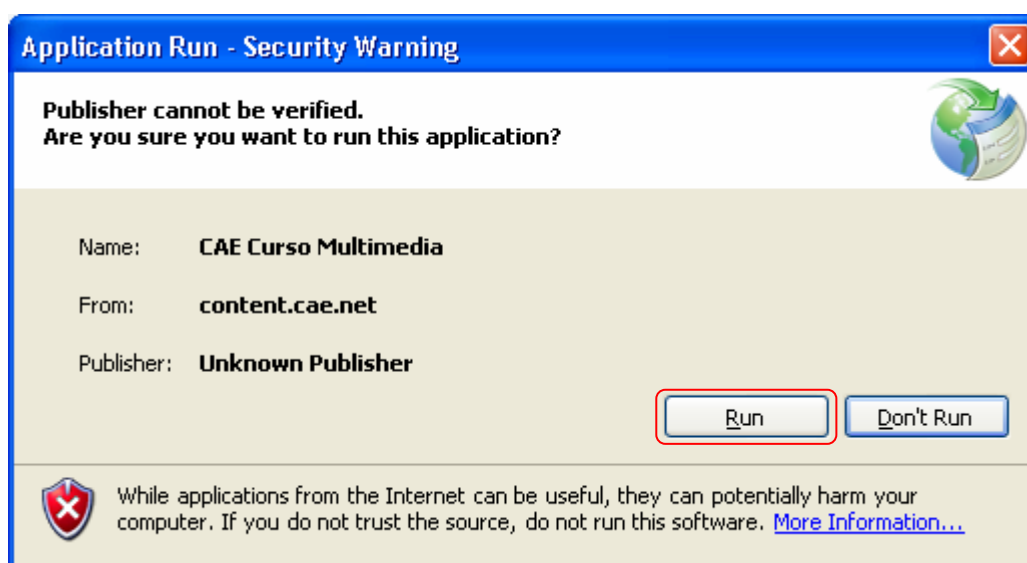 Application Run - Security Warning
Publisher cannot be verified.
Are you sure you want to run this application?
Name: CAE Curso Multimedia
From: content.cae.net
Publisher: Unknown Publisher
Run Don't Run
While applications from the Internet can be useful, they can potentially harm your
computer. If you do not trust the source, do not run this software. More Information...